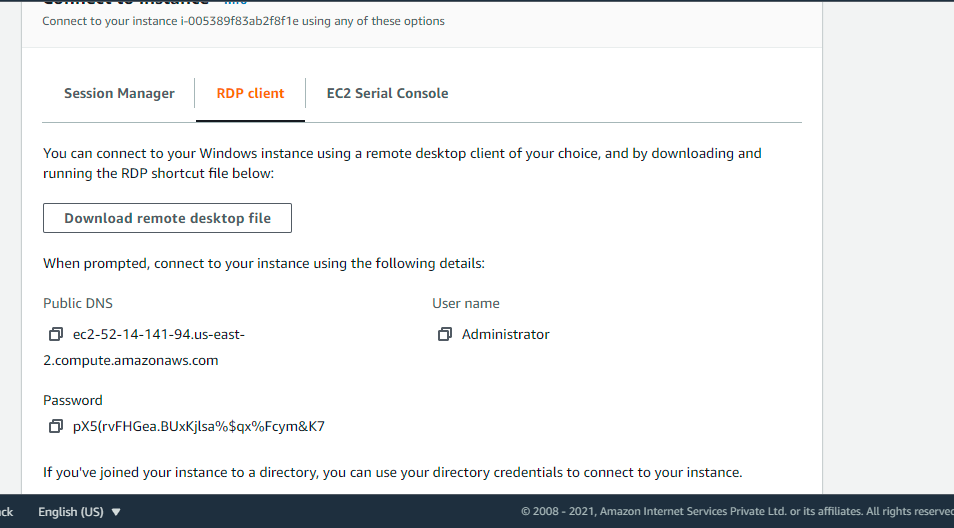 Connect to instance Info
Connect to your instance i-005389f83ab2f8f1e using any of these options
Session Manager
RDP client
EC2 Serial Console
You can connect to your Windows instance using a remote desktop client of your choice, and by downloading and
running the RDP shortcut file below:
Download remote desktop file
When prompted, connect to your instance using the following details:
Public DNS
User name
ec2-52-14-141-94.us-east-
Administrator
2.compute.amazonaws.com
Password
pX5(rvFHGea.BUxKjlsa%$qx%Fcym&K7
If you've joined your instance to a directory, you can use your directory credentials to connect to your instance.
ck
English (US)
© 2008 - 2021, Amazon Internet Services Private Ltd. or its affiliates. All rights reserved